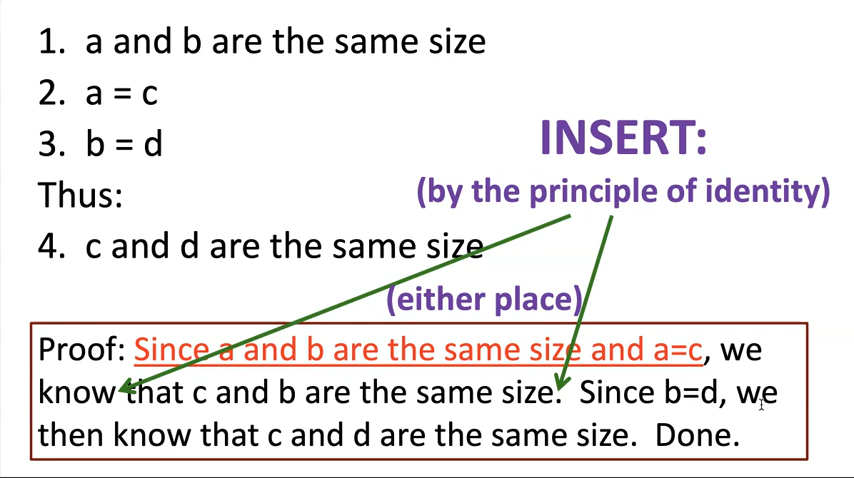 1. a and b are the same size
2. a = c
3. b = d
INSERT:
Thus:
(by the principle of identity)
4. c and d are the same size
(either place)
Proof: Since a and b are the same size and a=c, we
know that c and b are the same size. Since b=d, we
then know that c and d are the same size. Done.